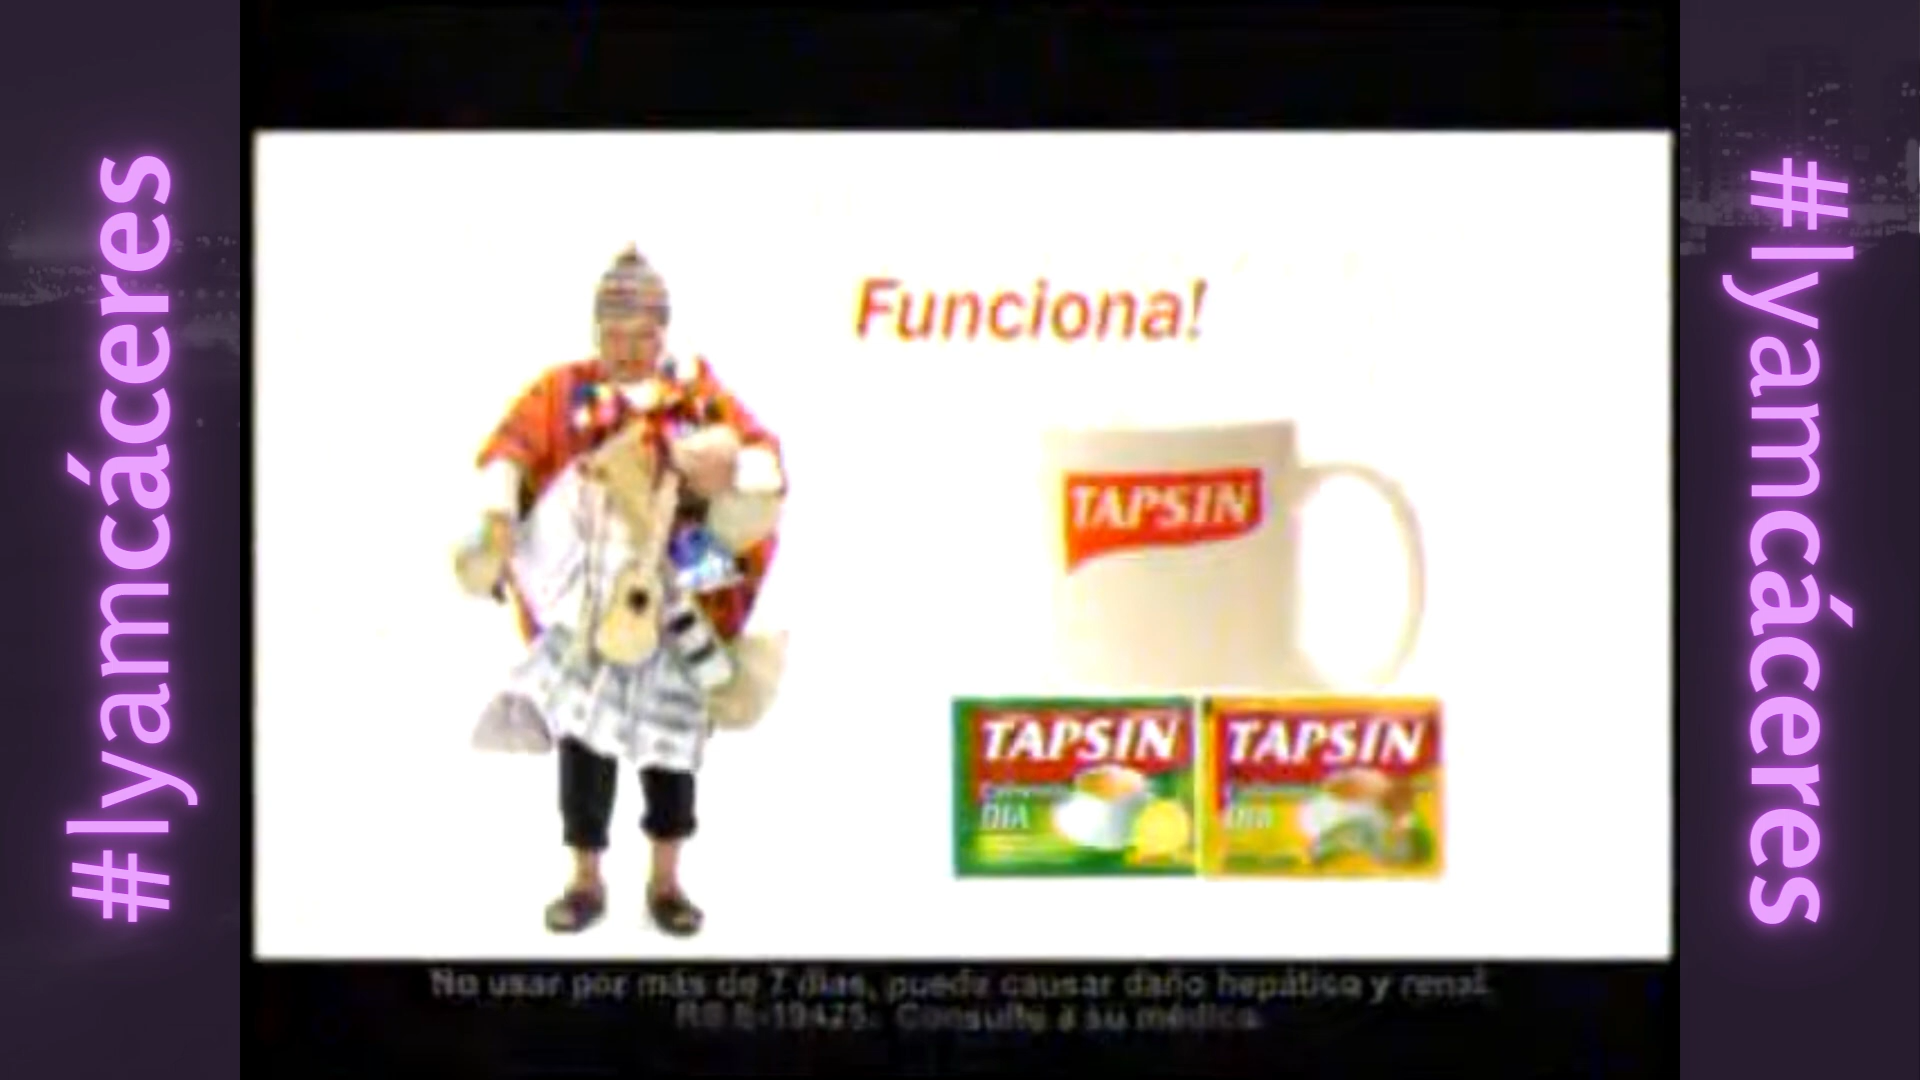 #lyamcáceres
Funciona!
TAPSIN
TAPSIN
DIA
TAPSIN
DIA
No usar por más de 7 días, puede causar daño hepático y renal.
Consulte a su médico.
#lyamcáceres